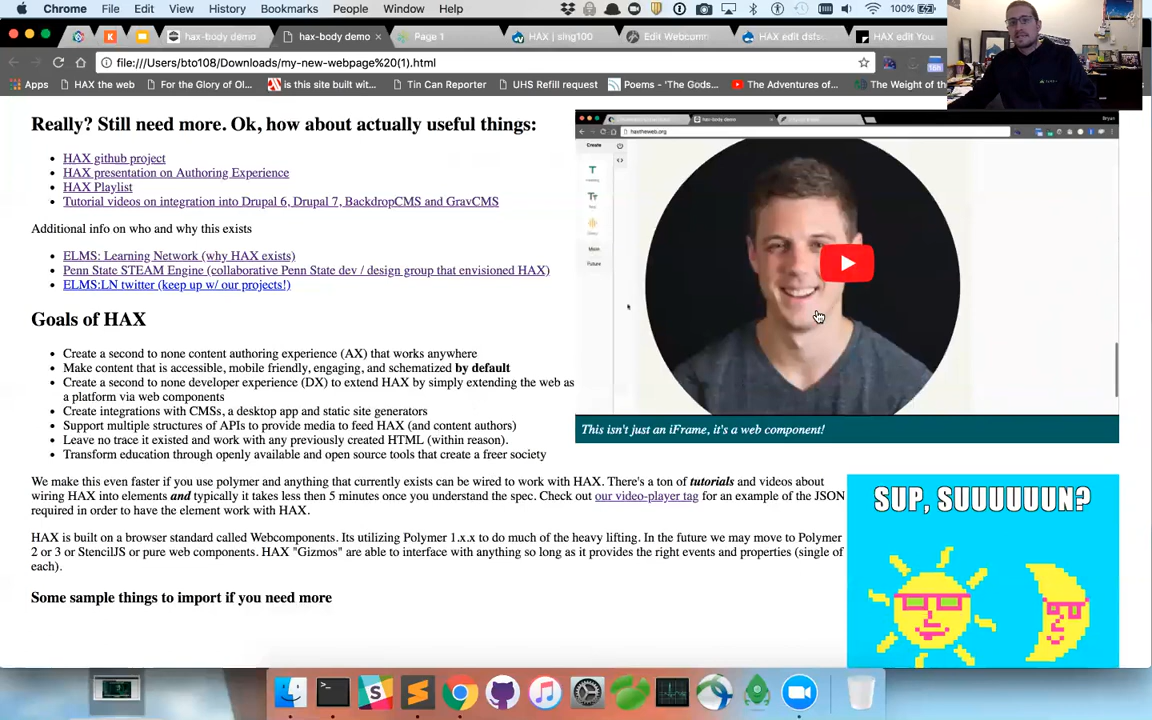 Chrome File Edit View History Bookmarks People Window Help 100%
hax-body demo hax-body demo Page 1 HAX | sing100 Edit Webcomm HAX edit dsfsc HAX edit You
file:///Users/bto108/Downloads/my-new-webpage%20(1).html
Apps HAX the web For the Glory of Ol... is this site built wit... Tin Can Reporter UHS Refill request Poems - 'The Gods... The Adventures of... The Weight of
Really? Still need more. Ok, how about actually useful things:
HAX github project
HAX presentation on Authoring Experience
HAX Playlist
Tutorial videos on integration into Drupal 6, Drupal 7, BackdropCMS and GravCMS
Additional info on who and why this exists
ELMS: Learning Network (why HAX exists)
Penn State STEAM Engine (collaborative Penn State dev / design group that envisioned HAX)
ELMS:LN twitter (keep up w/ our projects!)
Goals of HAX
Create a second to none content authoring experience (AX) that works anywhere
Make content that is accessible, mobile friendly, engaging, and schematized by default
Create a second to none developer experience (DX) to extend HAX by simply extending the web as
a platform via web components
Create integrations with CMSs, a desktop app and static site generators
Support multiple structures of APIs to provide media to feed HAX (and content authors)
Leave no trace it existed and work with any previously created HTML (within reason).
Transform education through openly available and open source tools that create a freer society
hax-body demo
Bryan
haxtheweb.org
Create
This isn't just an iFrame, it's a web component!
We make this even faster if you use polymer and anything that currently exists can be wired to work with HAX. There's a ton of tutorials and videos about
wiring HAX into elements and typically it takes less then 5 minutes once you understand the spec. Check out our video-player tag for an example of the JSON
required in order to have the element work with HAX.
HAX is built on a browser standard called Webcomponents. Its utilizing Polymer 1.x.x to do much of the heavy lifting. In the future we may move to Polymer
2 or 3 or StencilJS or pure web components. HAX "Gizmos" are able to interface with anything so long as it provides the right events and properties (single of
each).
Some sample things to import if you need more
SUP, SUUUUUUN?